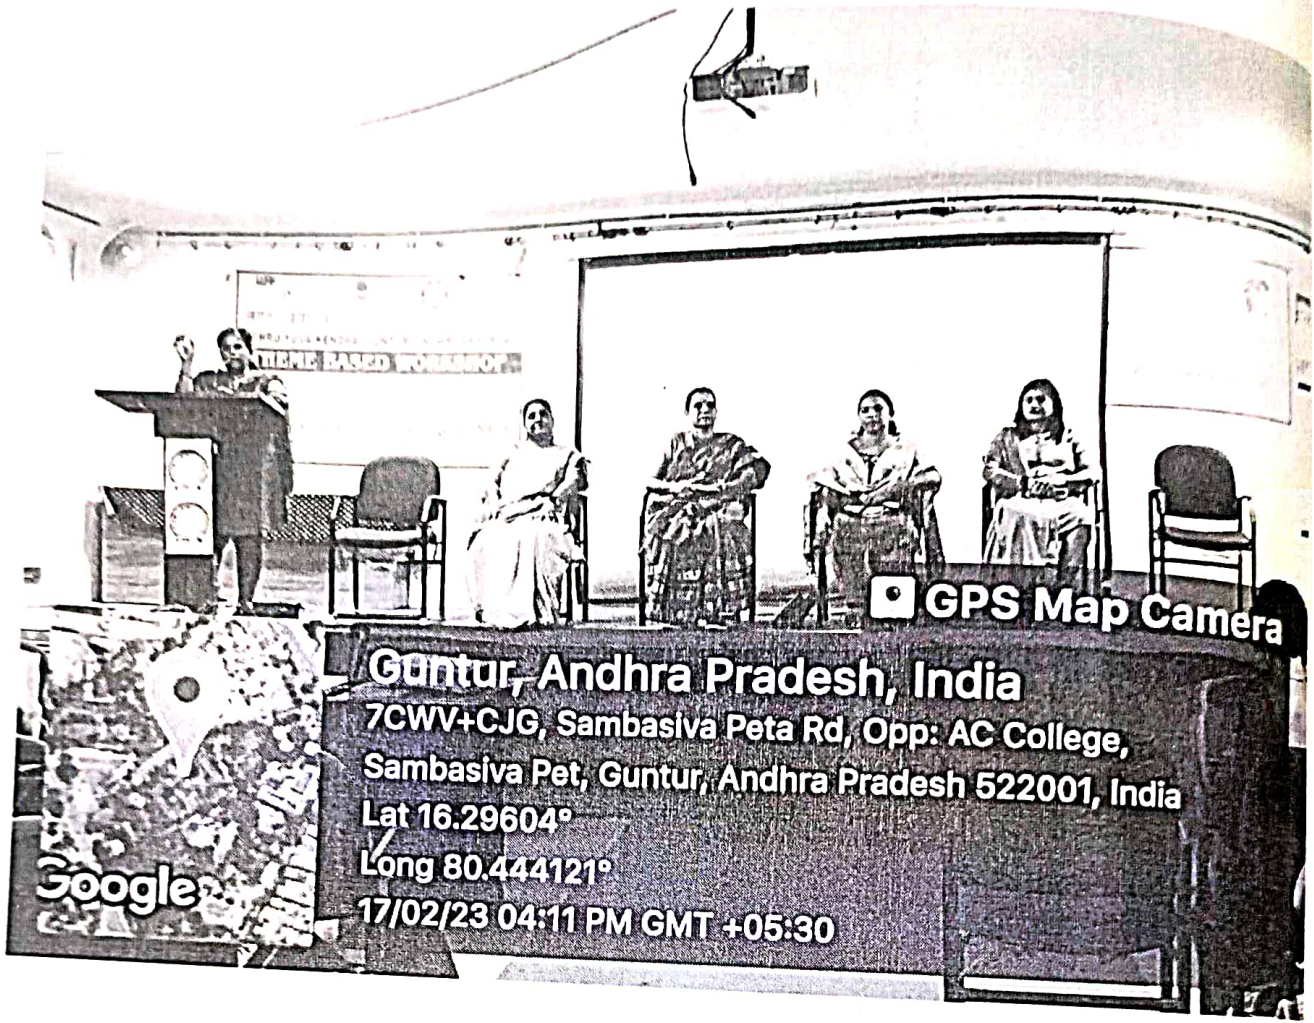 THEME BASED WORKSHOP
GPS Map Camera
Guntur, Andhra Pradesh, India
7CWV+CJG, Sambasiva Peta Rd, Opp: AC College,
Sambasiva Pet, Guntur, Andhra Pradesh 522001, India
Lat 16.29604°
Long 80.444121°
17/02/23 04:11 PM GMT +05:30
Google